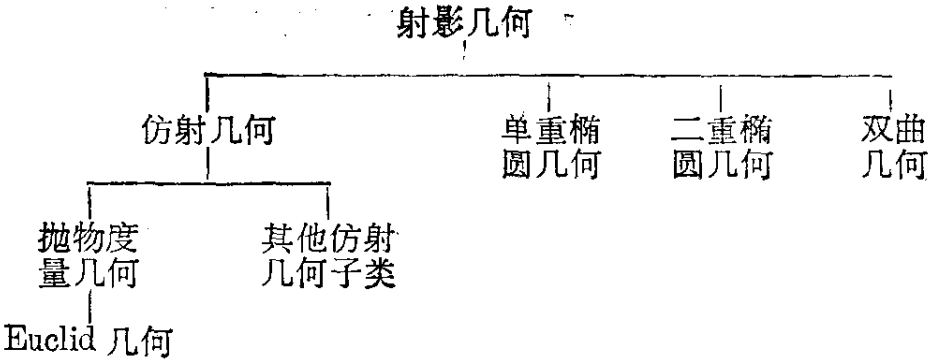 射影几何
仿射几何
单重椭
圆几何
二重椭
圆几何
双曲
几何
抛物度
量几何
其他仿射
几何子类
Euclid 几何